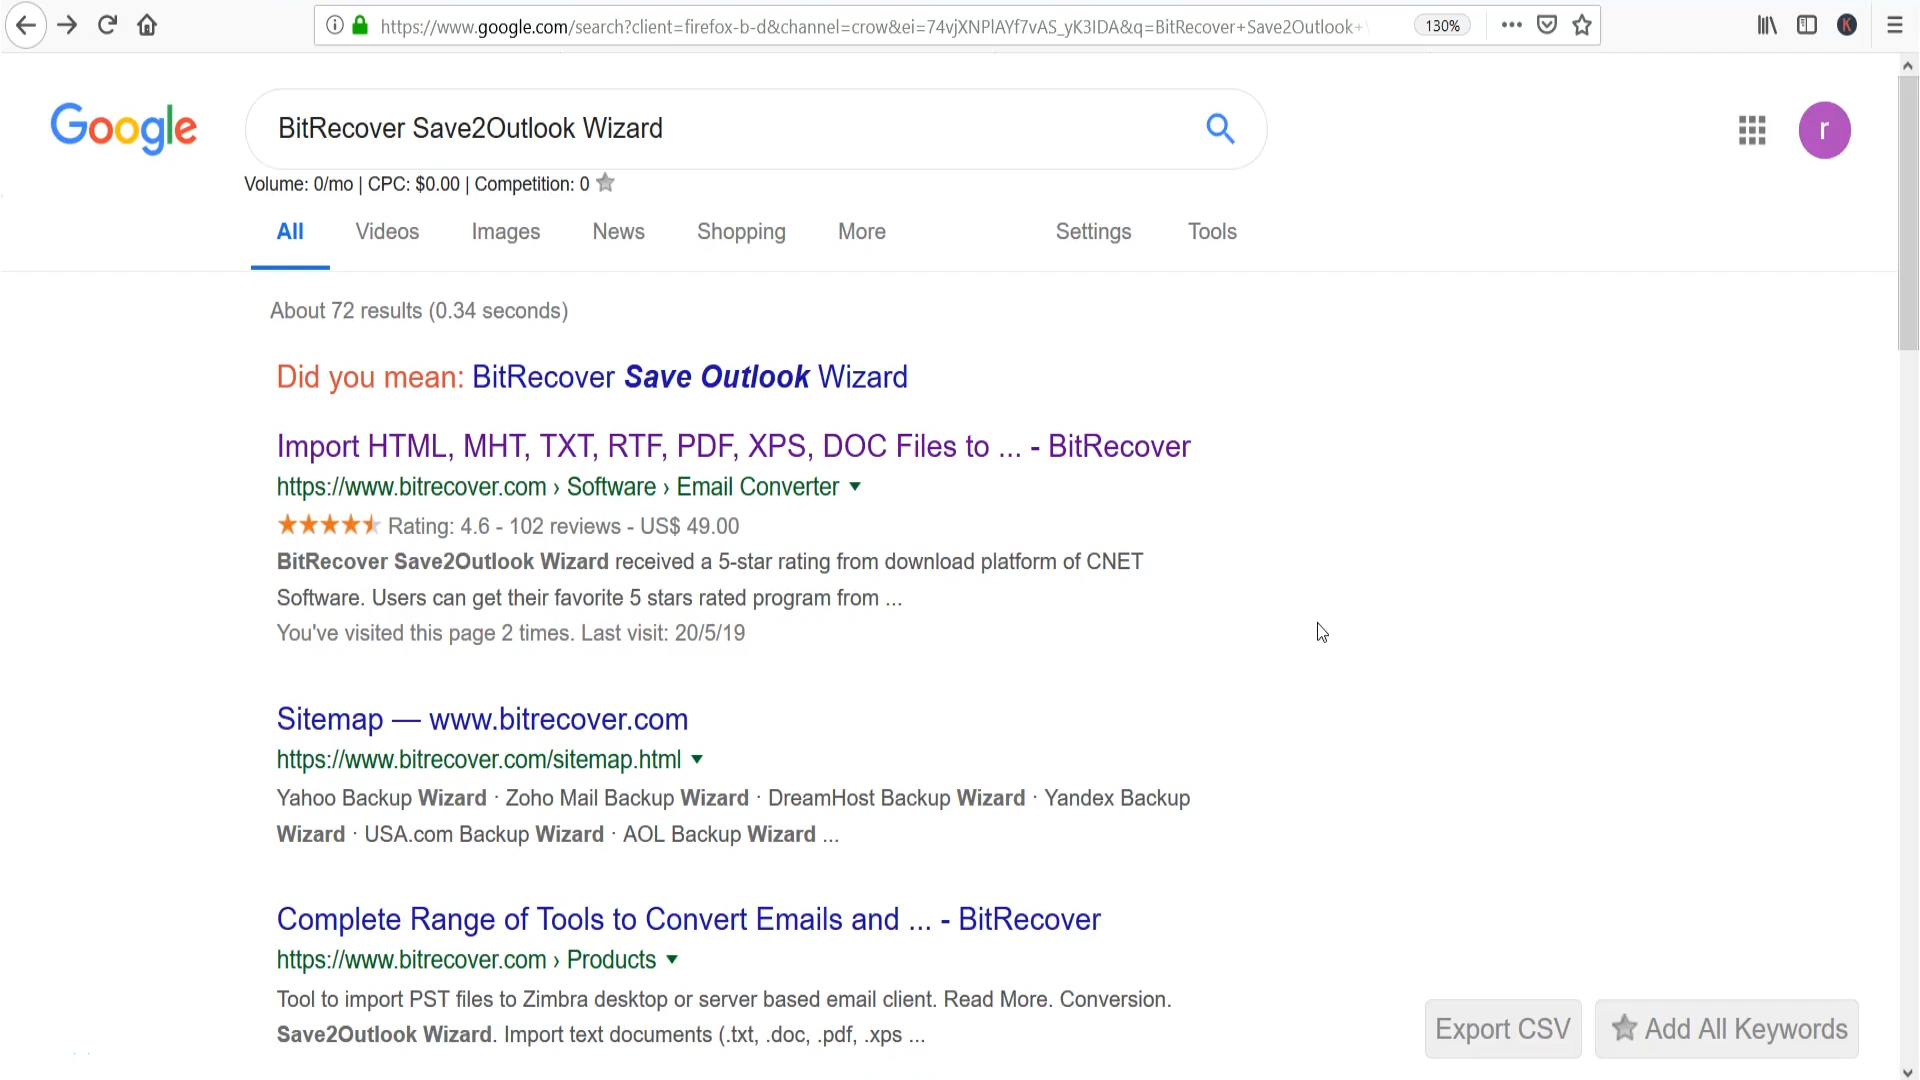 https://www.google.com/search?client=firefox-b-d&channel=crow&ei=74vjXNPlAYf7vAS_yK3IDA&q=BitRecover+Save2Outlook+
130%
K
Google
BitRecover Save2Outlook Wizard
r
Volume: 0/mo | CPC: $0.00 | Competition: 0
All Videos Images News Shopping More Settings Tools
About 72 results (0.34 seconds)
Did you mean: BitRecover Save Outlook Wizard
Import HTML, MHT, TXT, RTF, PDF, XPS, DOC Files to ... - BitRecover
https://www.bitrecover.com › Software › Email Converter
Rating: 4.6 - 102 reviews - US$ 49.00
BitRecover Save2Outlook Wizard received a 5-star rating from download platform of CNET
Software. Users can get their favorite 5 stars rated program from ...
You've visited this page 2 times. Last visit: 20/5/19
Sitemap — www.bitrecover.com
https://www.bitrecover.com/sitemap.html
Yahoo Backup Wizard · Zoho Mail Backup Wizard · DreamHost Backup Wizard · Yandex Backup
Wizard · USA.com Backup Wizard · AOL Backup Wizard ...
Complete Range of Tools to Convert Emails and ... - BitRecover
https://www.bitrecover.com › Products
Tool to import PST files to Zimbra desktop or server based email client. Read More. Conversion.
Save2Outlook Wizard. Import text documents (.txt, .doc, .pdf, .xps ...
Export CSV
Add All Keywords